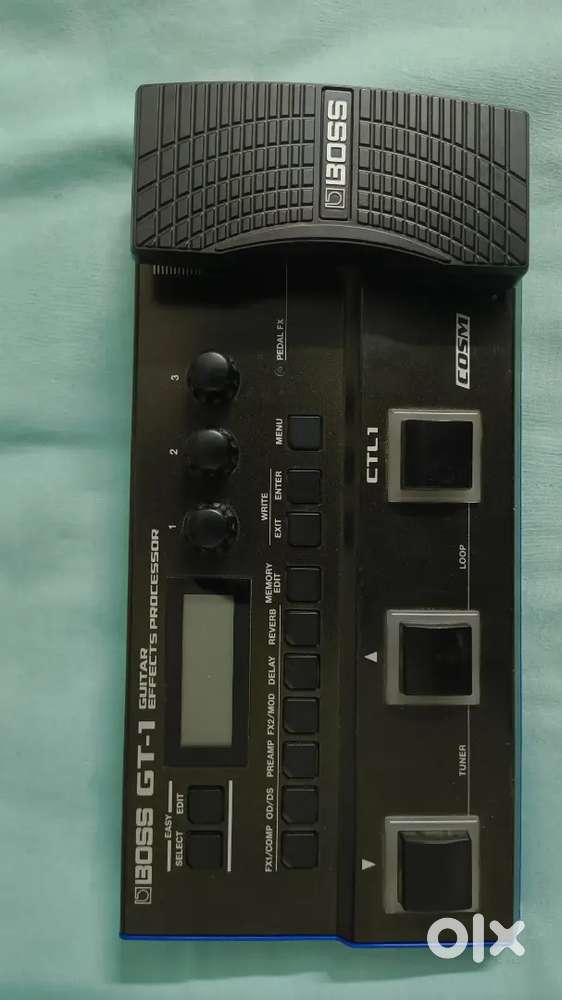 BOSS GT-1 GUITAR
EFFECTS PROCESSOR
1 2 3
EASY
SELECT EDIT
WRITE
FX1/COMP OD/DS PREAMP FX2/MOD DELAY REVERB MEMORY
EDIT
EXIT ENTER MENU
PEDAL FX
BOSS
▼ ▲ CTL1
TUNER LOOP
COSM
olx